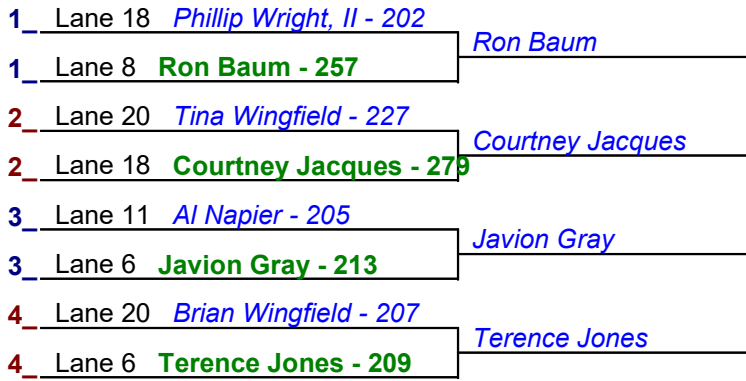 1_ Lane 18 Phillip Wright, II - 202
Ron Baum
1_ Lane 8 Ron Baum - 257
2_ Lane 20 Tina Wingfield - 227
Courtney Jacques
2_ Lane 18 Courtney Jacques - 279
3_ Lane 11 Al Napier - 205
Javion Gray
3_ Lane 6 Javion Gray - 213
4_ Lane 20 Brian Wingfield - 207
Terence Jones
4_ Lane 6 Terence Jones - 209